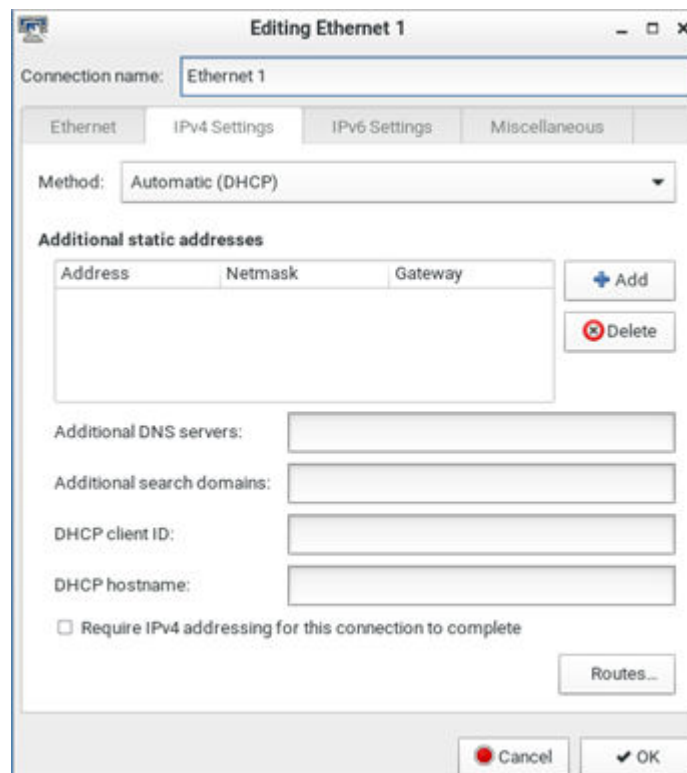 Editing Ethernet 1
Connection name: Ethernet 1
Ethernet IPv4 Settings IPv6 Settings Miscellaneous
Method: Automatic (DHCP)
Additional static addresses
Address Netmask Gateway
Add
Delete
Additional DNS servers:
Additional search domains:
DHCP client ID:
DHCP hostname:
Require IPv4 addressing for this connection to complete
Routes...
Cancel OK